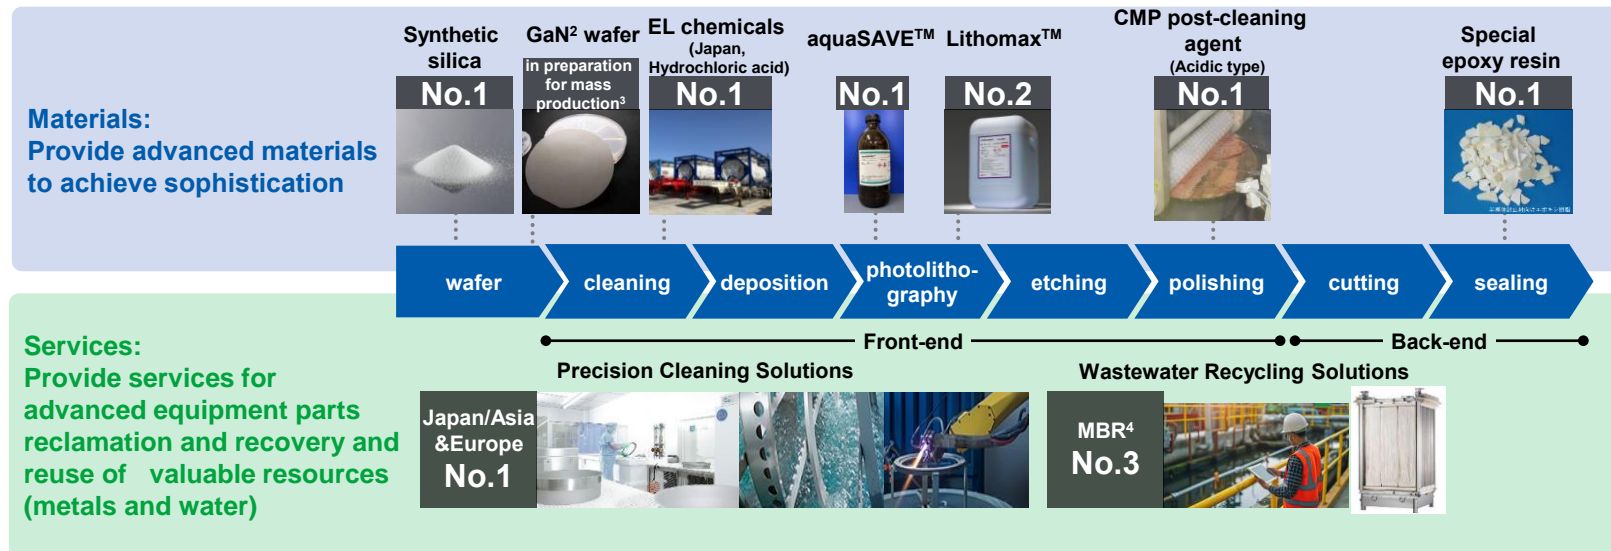 Materials:
Provide advanced materials
to achieve sophistication
Synthetic
silica
No.1
GaN² wafer
in preparation
for mass
production³
EL chemicals
(Japan,
Hydrochloric acid)
No.1
aquaSAVE™
No.1
Lithomax™
No.2
CMP post-cleaning
agent
(Acidic type)
No.1
Special
epoxy resin
No.1
wafer
cleaning
deposition
photolitho-
graphy
etching
polishing
cutting
sealing
Front-end
Back-end
Services:
Provide services for
advanced equipment parts
reclamation and recovery and
reuse of   valuable resources
(metals and water)
Precision Cleaning Solutions
Japan/Asia
&Europe
No.1
Wastewater Recycling Solutions
MBR⁴
No.3